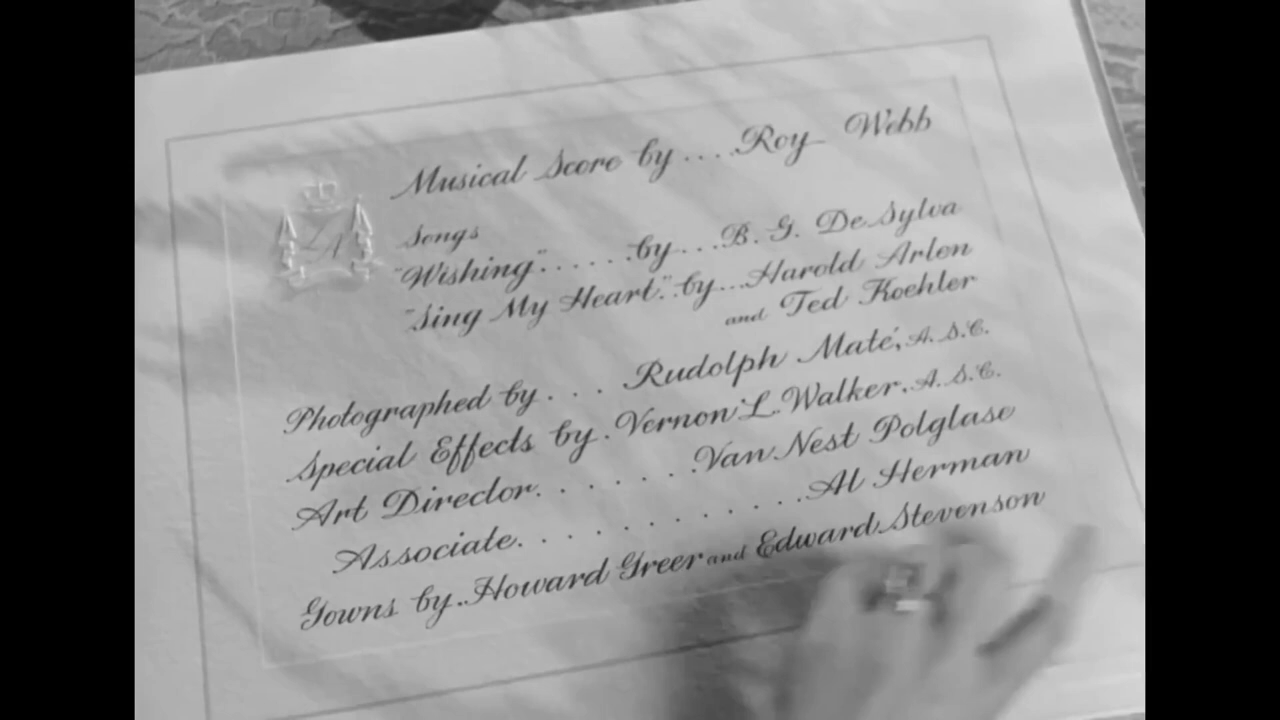 LA
Musical Score by....Roy Webb
Songs
"Wishing"......by...B. G. DeSylva
"Sing My Heart"..by...Harold Arlen
and Ted Koehler
Photographed by... Rudolph Maté, A.S.C.
Special Effects by. Vernon L. Walker, A.S.C.
Art Director.......Van Nest Polglase
Associate............Al Herman
Gowns by..Howard Greer and Edward Stevenson